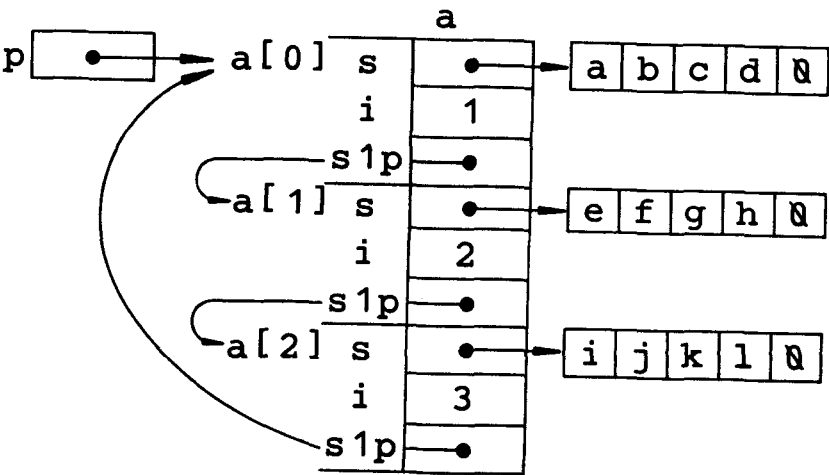 a
p a[0] s a b c d \0
i 1
s1p
a[1] s e f g h \0
i 2
s1p
a[2] s i j k l \0
i 3
s1p